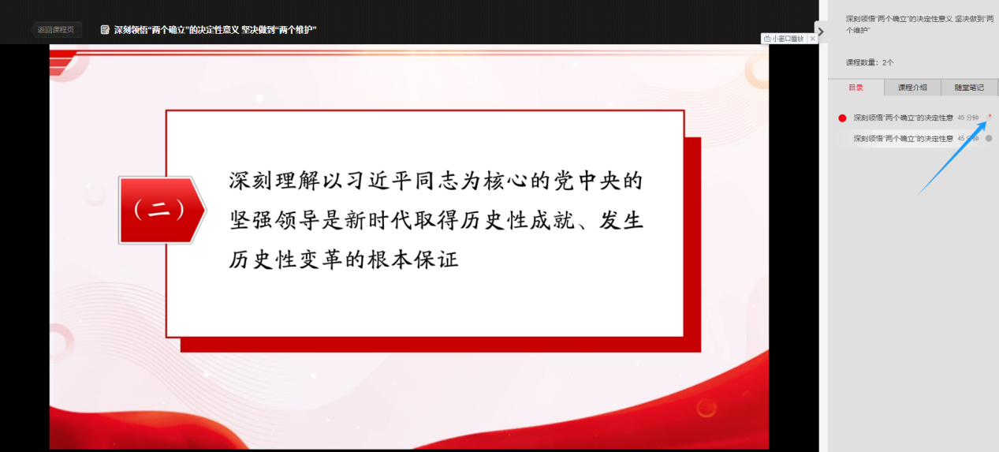 返回课程页
深刻领悟“两个确立”的决定性意义 坚决做到“两个维护”
小窗口播放
（二）
深刻理解以习近平同志为核心的党中央的
坚强领导是新时代取得历史性成就、发生
历史性变革的根本保证
深刻领悟“两个确立”的决定性意义 坚决做到“两
个维护”
课程数量：2个
目录 课程介绍 随堂笔记
深刻领悟“两个确立”的决定性意 45 分钟
深刻领悟“两个确立”的决定性意 45 分钟